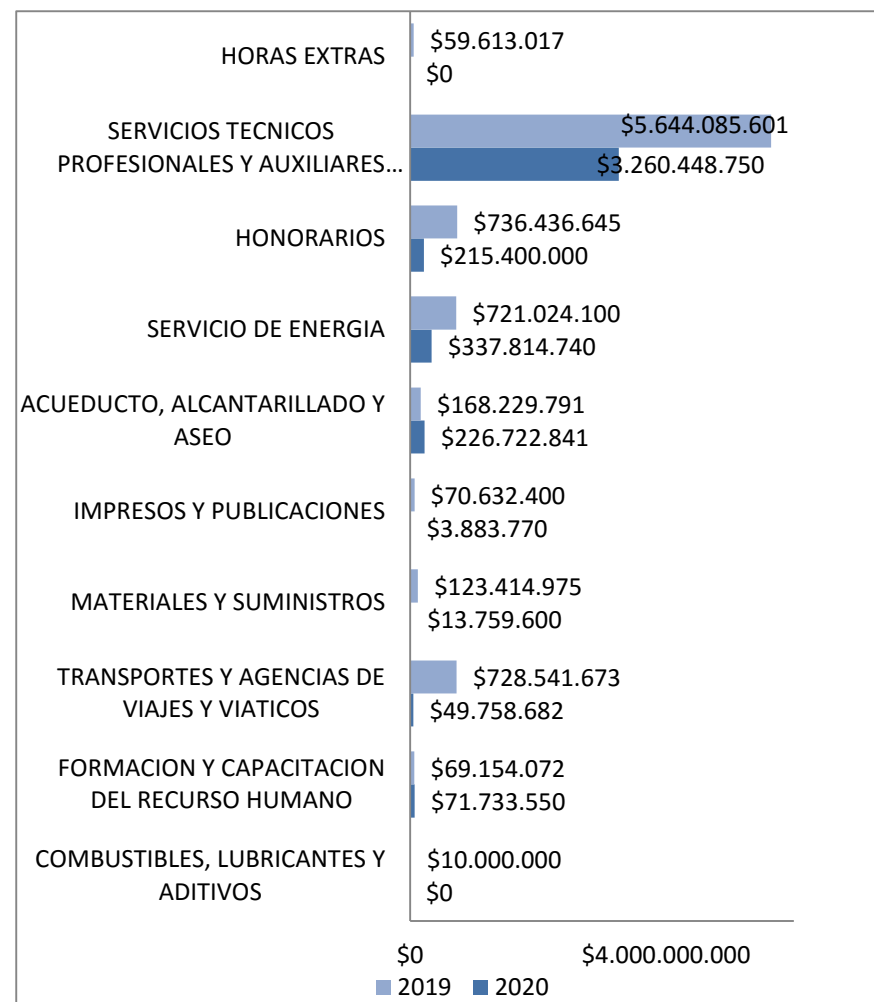 HORAS EXTRAS
$59.613.017
$0
SERVICIOS TECNICOS
PROFESIONALES Y AUXILIARES...
$5.644.085.601
$3.260.448.750
HONORARIOS
$736.436.645
$215.400.000
SERVICIO DE ENERGIA
$721.024.100
$337.814.740
ACUEDUCTO, ALCANTARILLADO Y
ASEO
$168.229.791
$226.722.841
IMPRESOS Y PUBLICACIONES
$70.632.400
$3.883.770
MATERIALES Y SUMINISTROS
$123.414.975
$13.759.600
TRANSPORTES Y AGENCIAS DE
VIAJES Y VIATICOS
$728.541.673
$49.758.682
FORMACION Y CAPACITACION
DEL RECURSO HUMANO
$69.154.072
$71.733.550
COMBUSTIBLES, LUBRICANTES Y
ADITIVOS
$10.000.000
$0
$0 $4.000.000.000
2019 2020